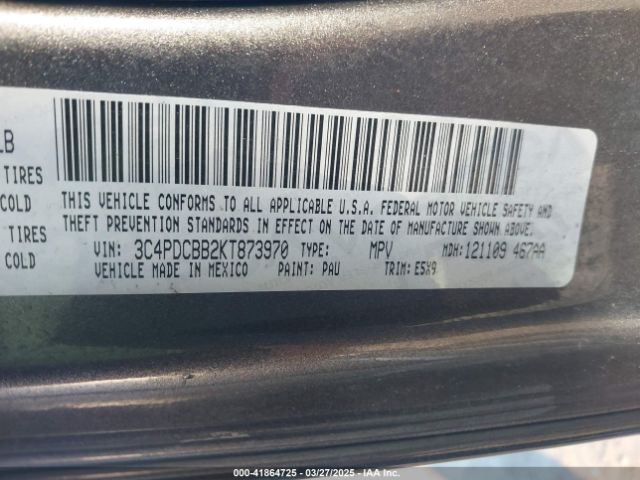 LB
TIRES
COLD
TIRES
COLD
THIS VEHICLE CONFORMS TO ALL APPLICABLE U.S.A. FEDERAL MOTOR VEHICLE SAFETY AND
THEFT PREVENTION STANDARDS IN EFFECT ON THE DATE OF MANUFACTURE SHOWN ABOVE.
VIN: 3C4PDCBB2KT873970 TYPE: MPV MDH:121109 467AA
VEHICLE MADE IN MEXICO PAINT: PAU TRIM:E5X9
000-41864725 - 03/27/2025 - IAA Inc.